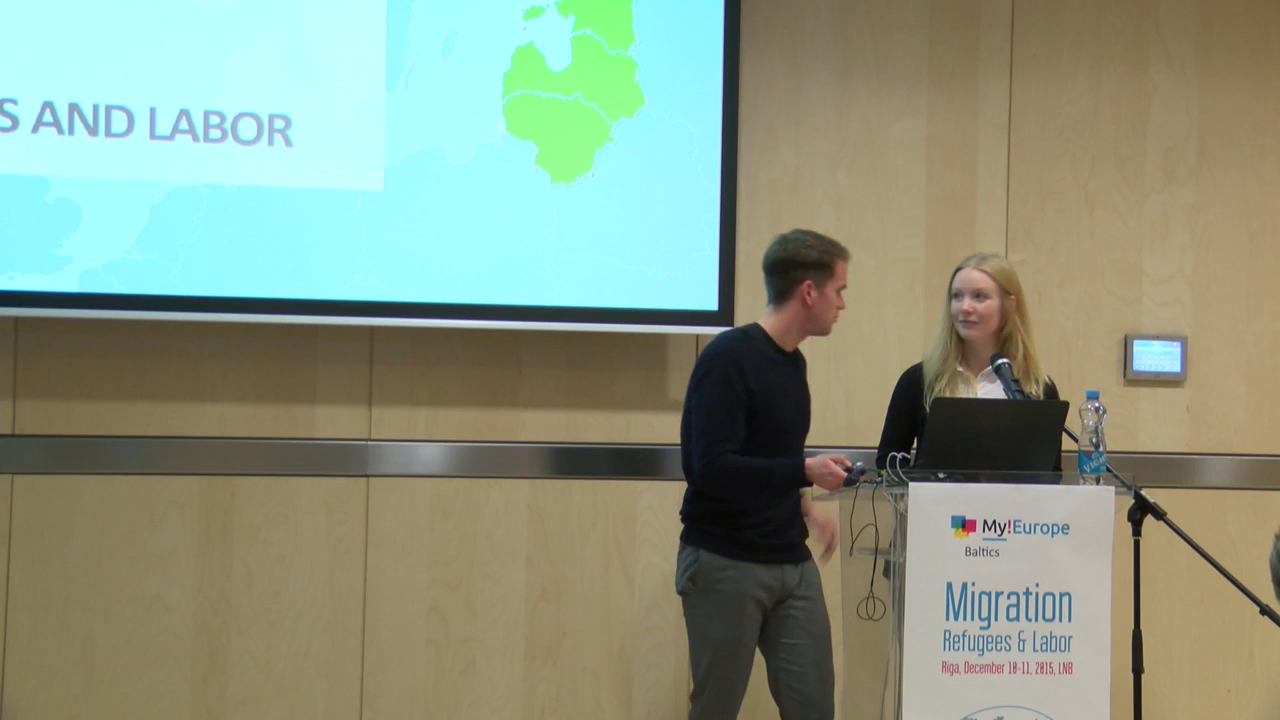 S AND LABOR
My!Europe
Baltics
Migration
Refugees & Labor
Riga, December 10-11, 2015, LNB